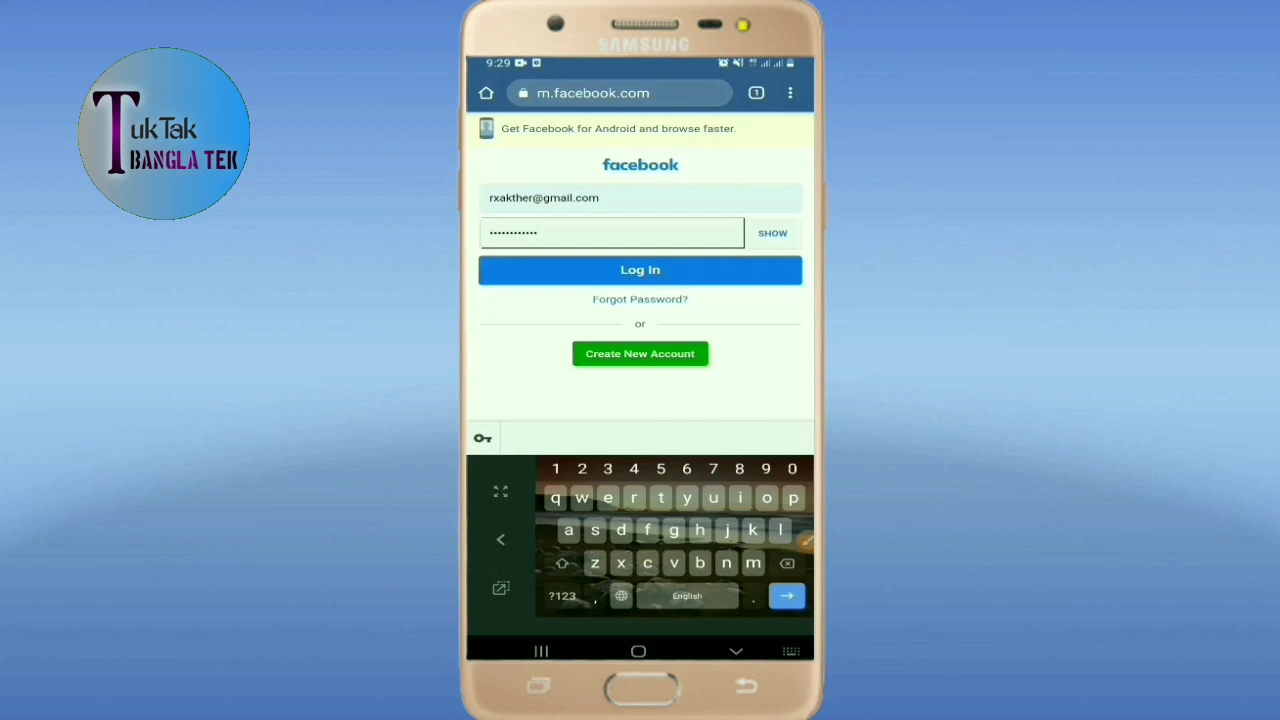 TukTak
BANGLA TEK
SAMSUNG
9:29
m.facebook.com
1
Get Facebook for Android and browse faster.
facebook
rxakther@gmail.com
••••••••••••
SHOW
Log In
Forgot Password?
or
Create New Account
1 2 3 4 5 6 7 8 9 0
q w e r t y u i o p
a s d f g h j k l
z x c v b n m
?123 , English .